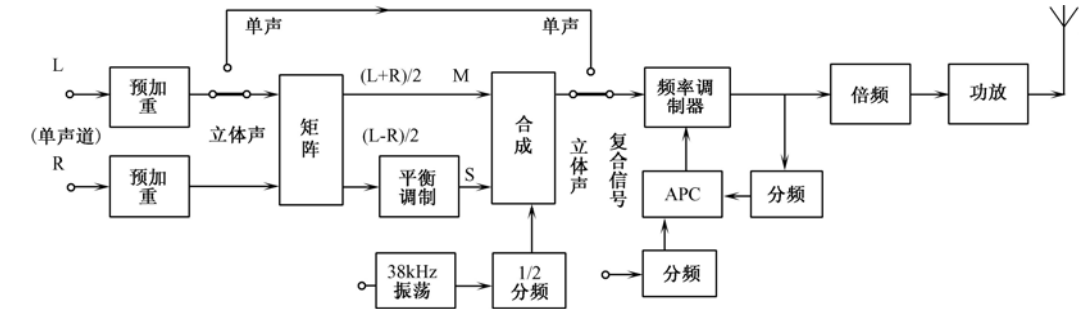 单声
单声
L
预加
重
(L+R)/2
M
频率调
制器
倍频
功放
(单声道)
立体声
矩
阵
合
成
(L-R)/2
立
体
声
复
合
信
号
R
预加
重
平衡
调制
S
APC
分频
38kHz
振荡
1/2
分频
分频